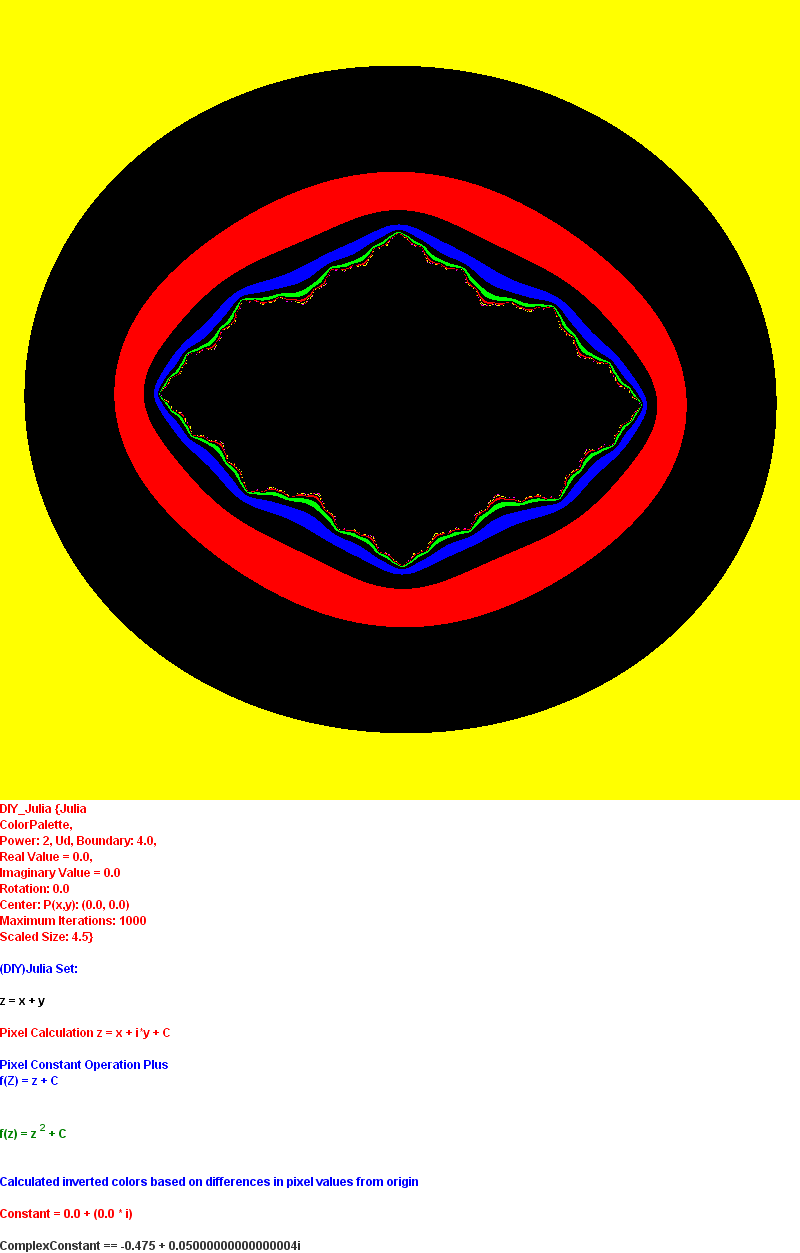 DIY_Julia {Julia
ColorPalette,
Power: 2, Ud, Boundary: 4.0,
Real Value = 0.0,
Imaginary Value = 0.0
Rotation: 0.0
Center: P(x,y): (0.0, 0.0)
Maximum Iterations: 1000
Scaled Size: 4.5}
(DIY)Julia Set:
z = x + y
Pixel Calculation z = x + i*y + C
Pixel Constant Operation Plus
f(Z) = z + C
f(z) = z ² + C
Calculated inverted colors based on differences in pixel values from origin
Constant = 0.0 + (0.0 * i)
ComplexConstant == -0.475 + 0.05000000000000004i